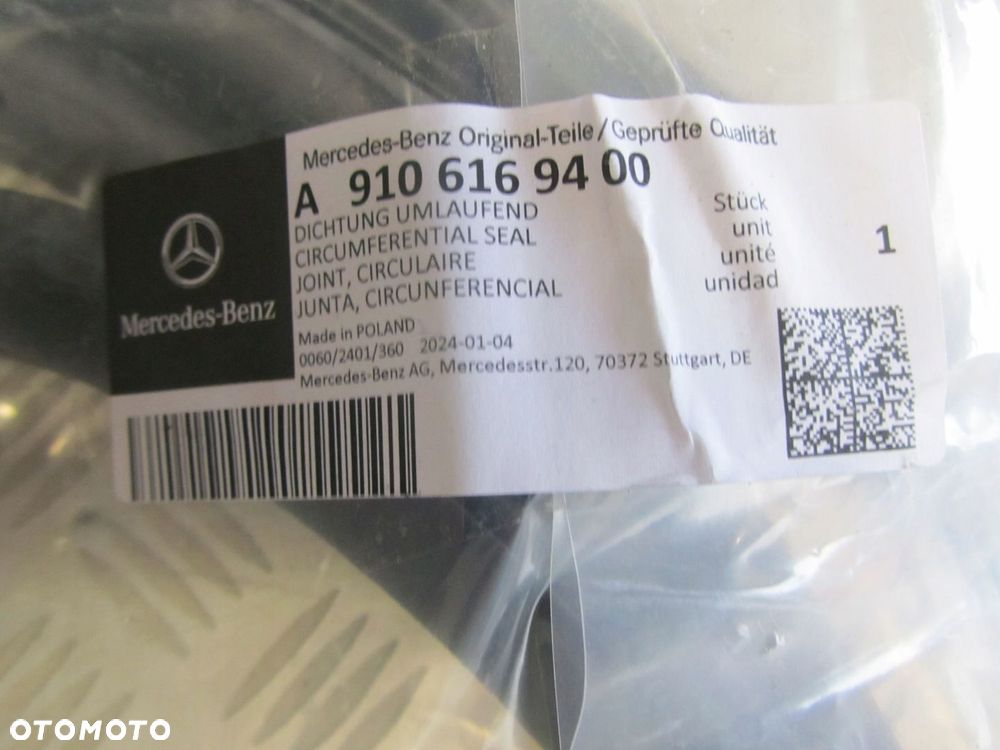 Mercedes-Benz Original-Teile/Geprüfte Qualität
A 910 616 94 00
DICHTUNG UMLAUFEND
CIRCUMFERENTIAL SEAL
JOINT, CIRCULAIRE
JUNTA, CIRCUNFERENCIAL
Stück
unit
unité
unidad
1
Mercedes-Benz
Made in POLAND
0060/2401/360 2024-01-04
Mercedes-Benz AG, Mercedesstr.120, 70372 Stuttgart, DE
OTOMOTO